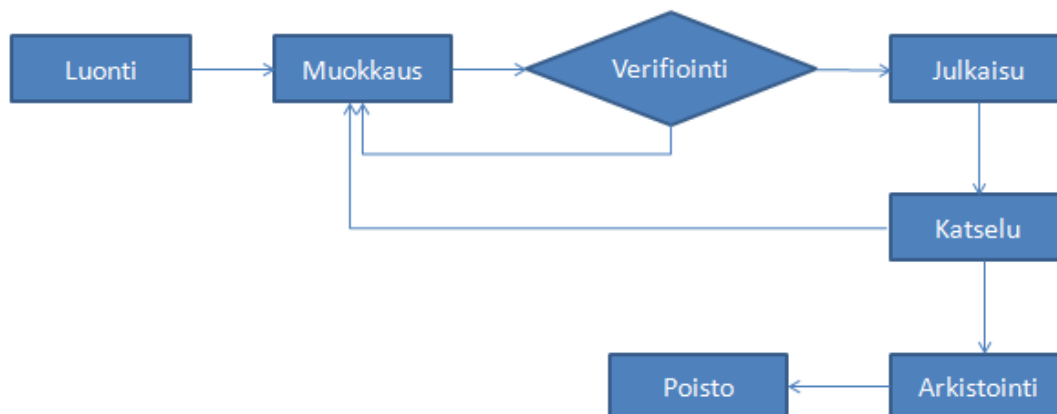 Luonti
Muokkaus
Verifiointi
Julkaisu
Katselu
Poisto
Arkistointi